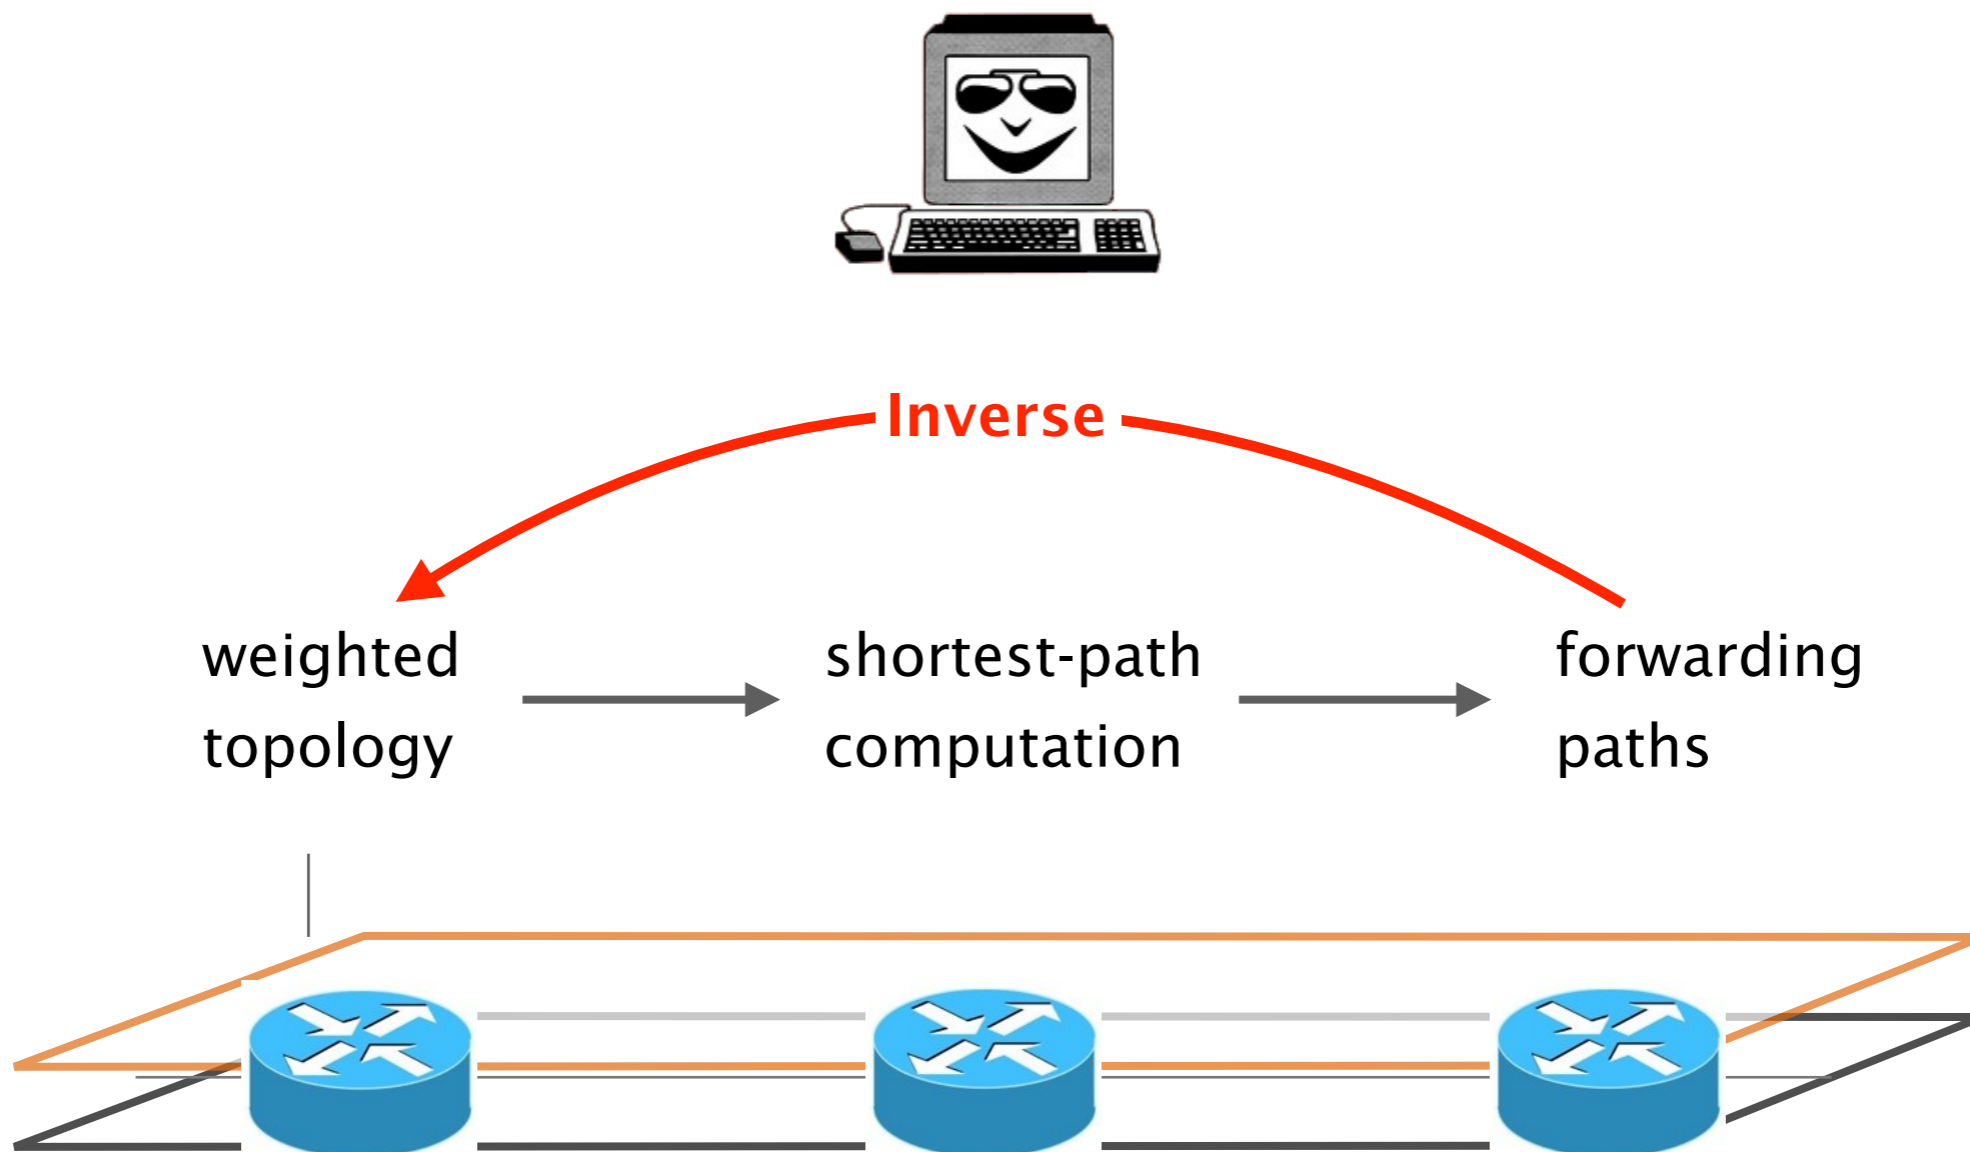 Inverse
weighted
topology
shortest-path
computation
forwarding
paths